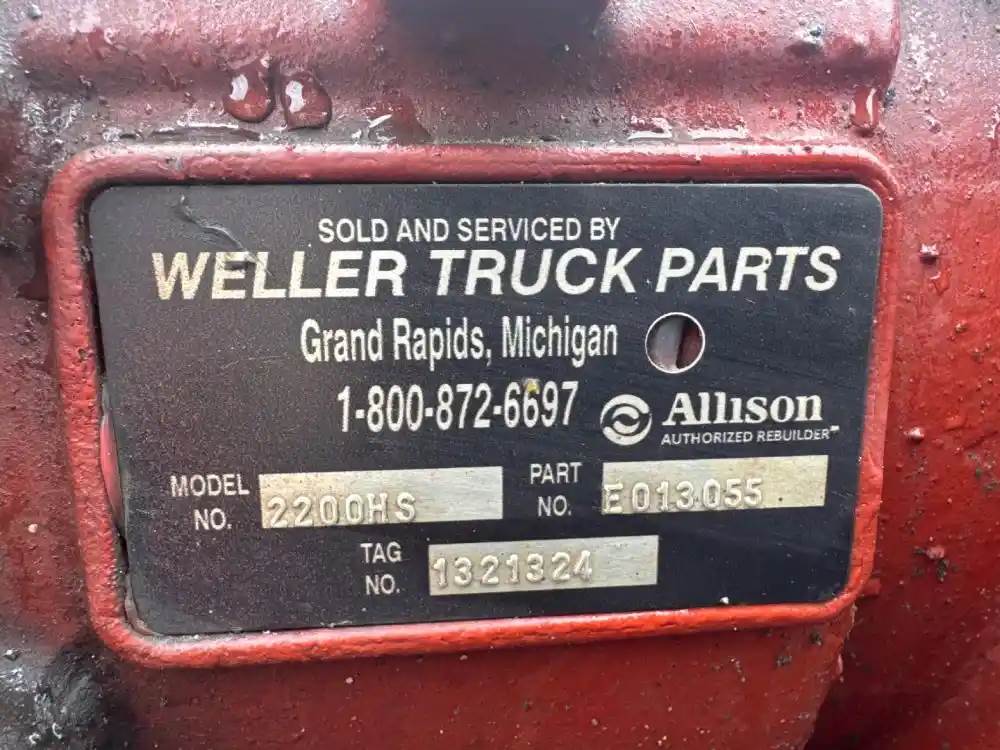 SOLD AND SERVICED BY
WELLER TRUCK PARTS
Grand Rapids, Michigan
1-800-872-6697
Allison
AUTHORIZED REBUILDER
MODEL NO. 2200HS
PART NO. E013055
TAG NO. 1321324